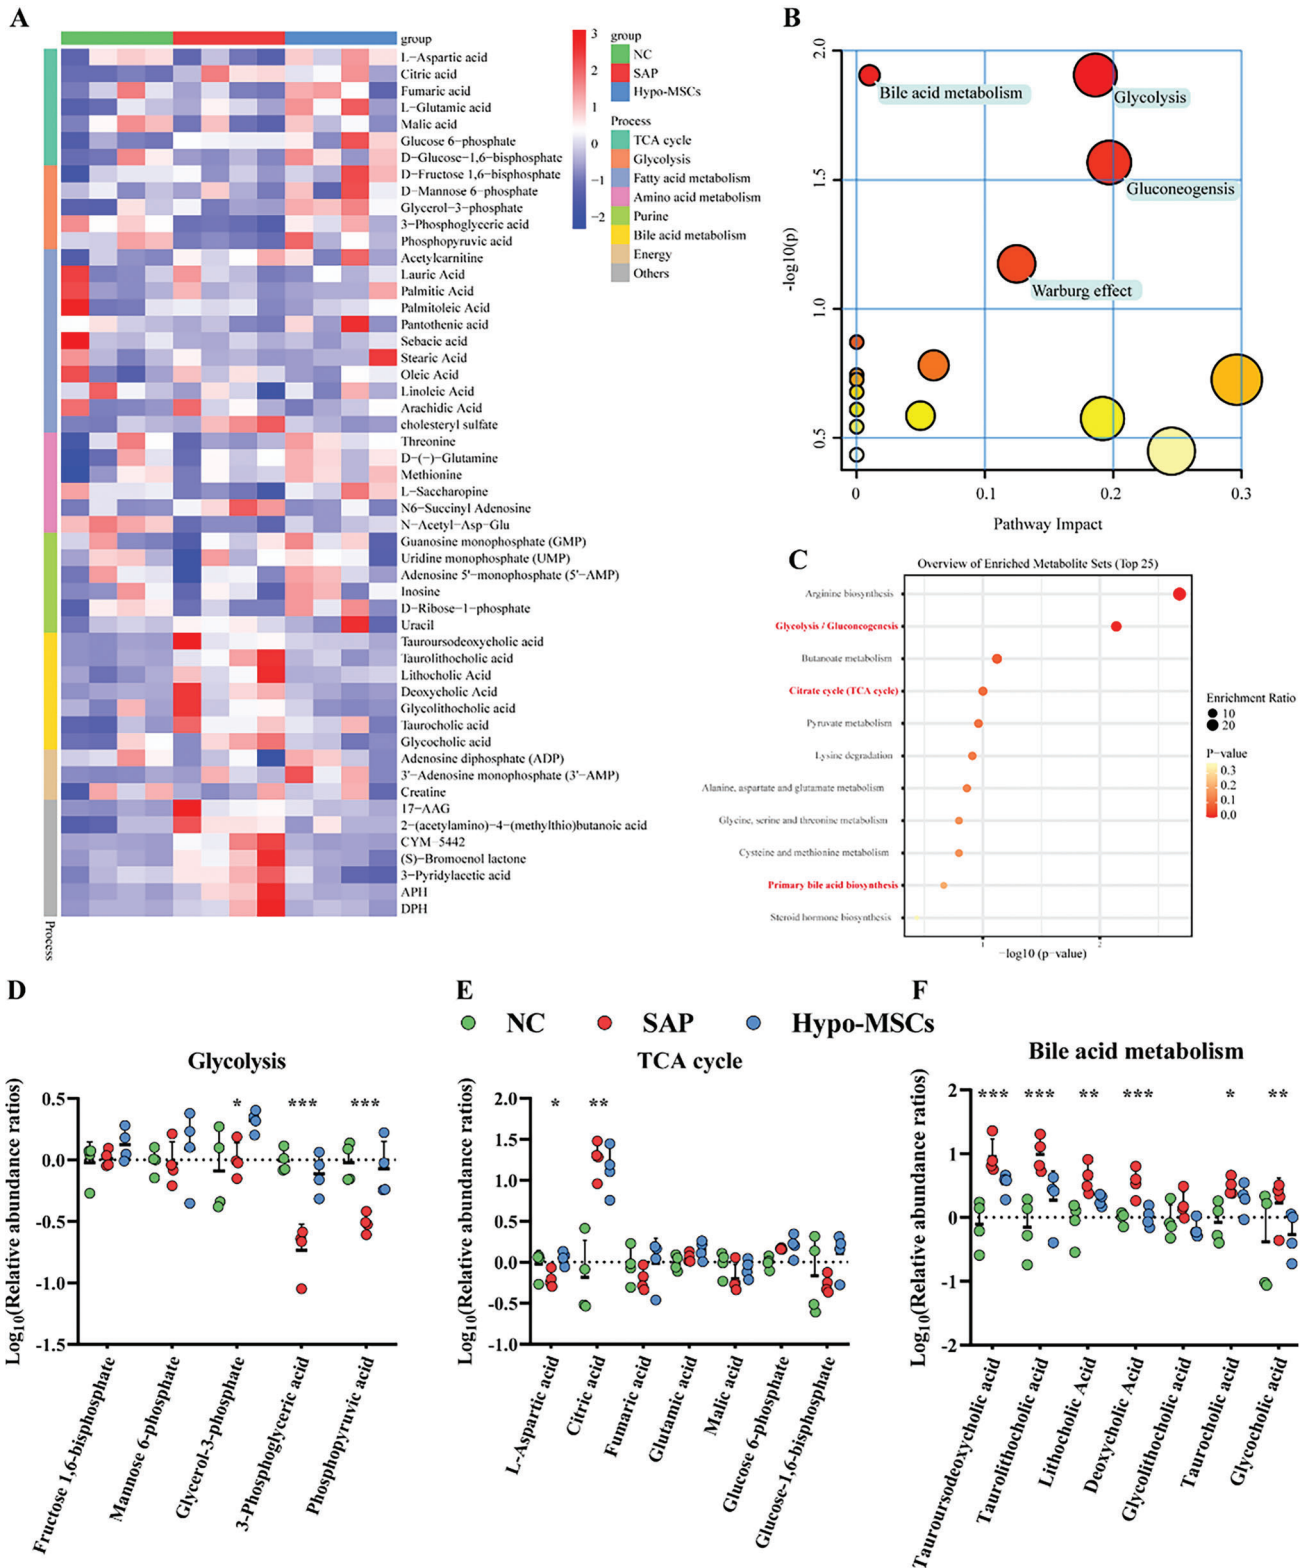 A
group
L−Aspartic acid
Citric acid
Fumaric acid
L−Glutamic acid
Malic acid
Glucose 6−phosphate
D−Glucose−1,6−bisphosphate
D−Fructose 1,6−bisphosphate
D−Mannose 6−phosphate
Glycerol−3−phosphate
3−Phosphoglyceric acid
Phosphopyruvic acid
Acetylcarnitine
Lauric Acid
Palmitic Acid
Palmitoleic Acid
Pantothenic acid
Sebacic acid
Stearic Acid
Oleic Acid
Linoleic Acid
Arachidic Acid
cholesteryl sulfate
Threonine
D−(−)−Glutamine
Methionine
L−Saccharopine
N6−Succinyl Adenosine
N−Acetyl−Asp−Glu
Guanosine monophosphate (GMP)
Uridine monophosphate (UMP)
Adenosine 5'−monophosphate (5'−AMP)
Inosine
D−Ribose−1−phosphate
Uracil
Tauroursodeoxycholic acid
Taurolithocholic acid
Lithocholic Acid
Deoxycholic Acid
Glycolithocholic acid
Taurocholic acid
Glycocholic acid
Adenosine diphosphate (ADP)
3'−Adenosine monophosphate (3'−AMP)
Creatine
17−AAG
2−(acetylamino)−4−(methylthio)butanoic acid
CYM−5442
(S)−Bromoenol lactone
3−Pyridylacetic acid
APH
DPH
Process
3
2
1
0
−1
−2
group
NC
SAP
Hypo-MSCs
Process
TCA cycle
Glycolysis
Fatty acid metabolism
Amino acid metabolism
Purine
Bile acid metabolism
Energy
Others
B
-log10(p)
2.0
1.5
1.0
0.5
Bile acid metabolism
Glycolysis
Gluconeogensis
Warburg effect
0 0.1 0.2 0.3
Pathway Impact
C
Overview of Enriched Metabolite Sets (Top 25)
Arginine biosynthesis
Glycolysis / Gluconeogenesis
Butanoate metabolism
Citrate cycle (TCA cycle)
Pyruvate metabolism
Lysine degradation
Alanine, aspartate and glutamate metabolism
Glycine, serine and threonine metabolism
Cysteine and methionine metabolism
Primary bile acid biosynthesis
Steroid hormone biosynthesis
1 2
−log10 (p−value)
Enrichment Ratio
10
20
P−value
0.3
0.2
0.1
0.0
D
Glycolysis
Log10(Relative abundance ratios)
0.5
0.0
-0.5
-1.0
-1.5
* *** ***
Fructose 1,6-bisphosphate
Mannose 6-phosphate
Glycerol-3-phosphate
3-Phosphoglyceric acid
Phosphopyruvic acid
E
NC SAP Hypo-MSCs
TCA cycle
Log10(Relative abundance ratios)
2.0
1.5
1.0
0.5
0.0
-0.5
-1.0
* **
L-Aspartic acid
Citric acid
Fumaric acid
Glutamic acid
Malic acid
Glucose 6-phosphate
Glucose-1,6-bisphosphate
F
Bile acid metabolism
Log10(Relative abundance ratios)
2
1
0
-1
-2
*** *** ** *** * **
Tauroursodeoxycholic acid
Taurolithocholic acid
Lithocholic Acid
Deoxycholic Acid
Glycolithocholic acid
Taurocholic acid
Glycocholic acid